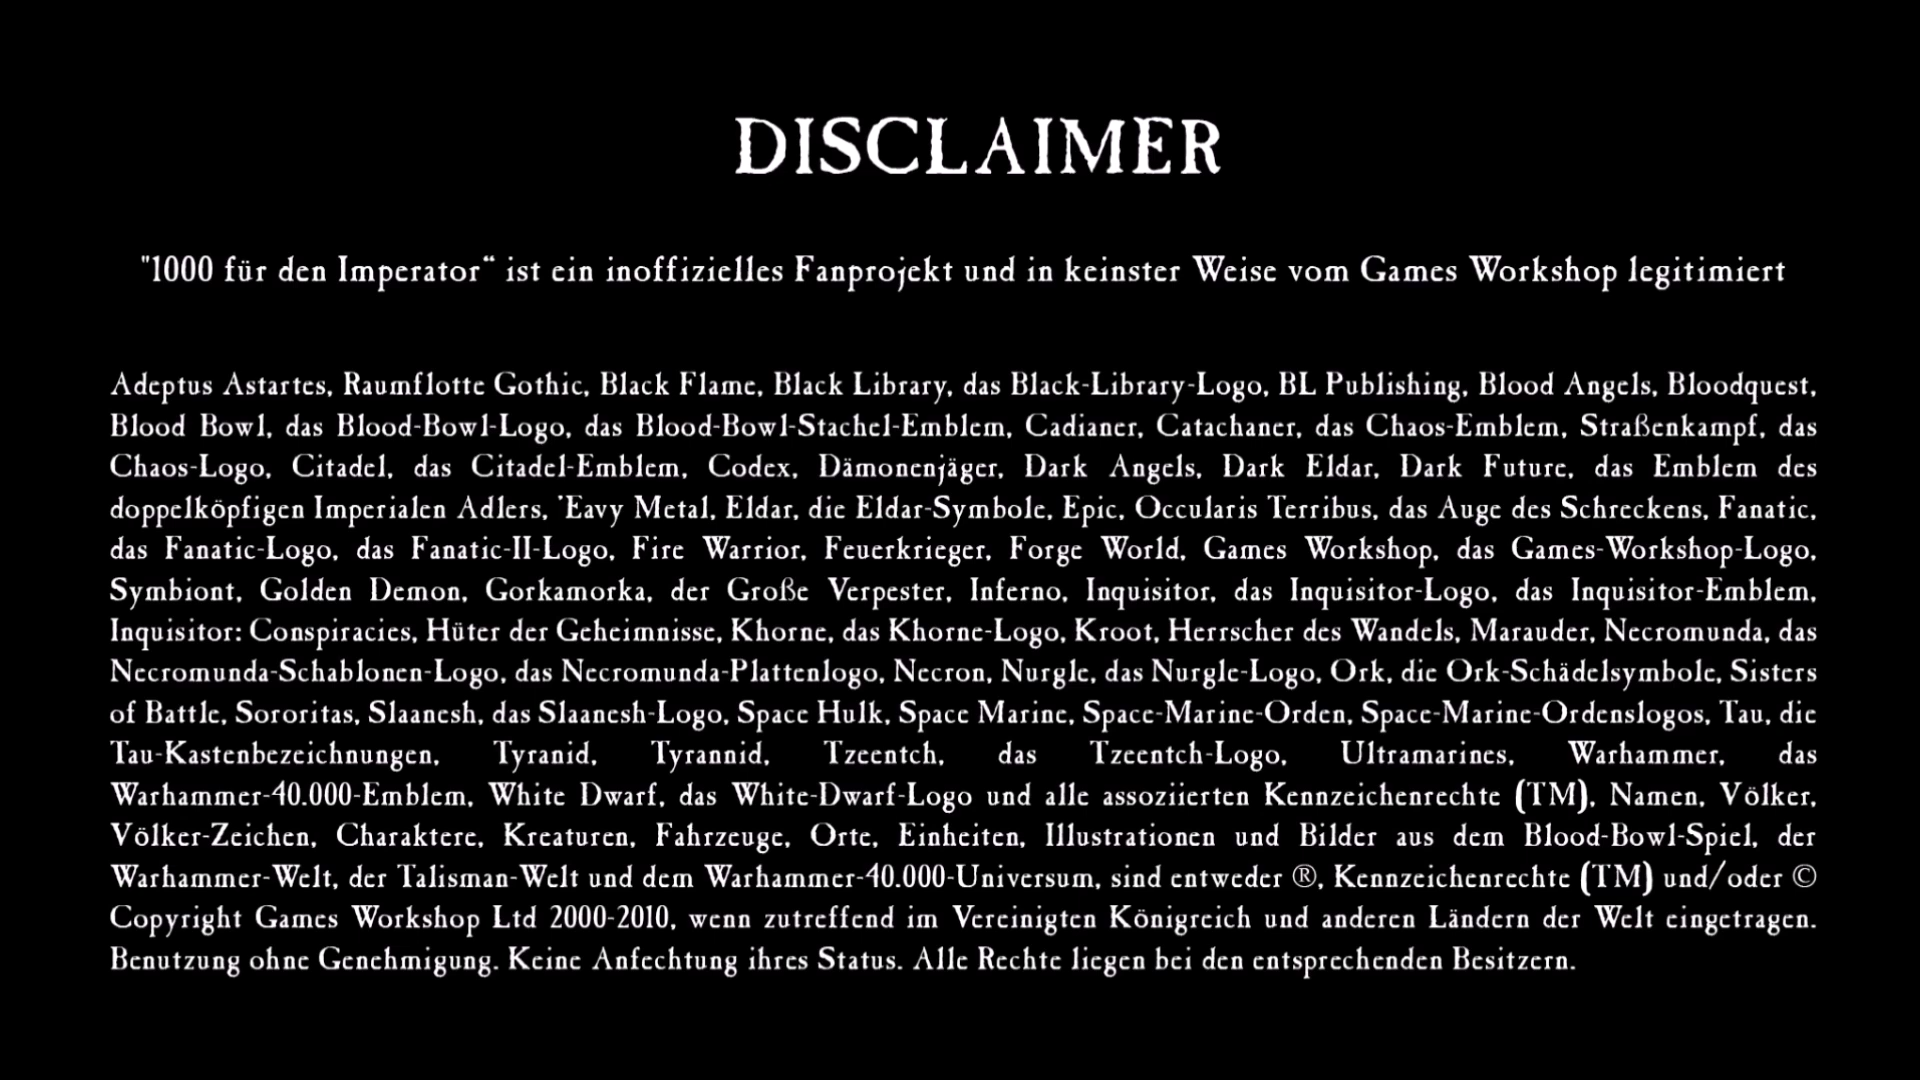 DISCLAIMER
"1000 für den Imperator“ ist ein inoffizielles Fanprojekt und in keinster Weise vom Games Workshop legitimiert
Adeptus Astartes, Raumflotte Gothic, Black Flame, Black Library, das Black-Library-Logo, BL Publishing, Blood Angels, Bloodquest,
Blood Bowl, das Blood-Bowl-Logo, das Blood-Bowl-Stachel-Emblem, Cadianer, Catachaner, das Chaos-Emblem, Straßenkampf, das
Chaos-Logo, Citadel, das Citadel-Emblem, Codex, Dämonenjäger, Dark Angels, Dark Eldar, Dark Future, das Emblem des
doppelköpfigen Imperialen Adlers, 'Eavy Metal, Eldar, die Eldar-Symbole, Epic, Occularis Terribus, das Auge des Schreckens, Fanatic,
das Fanatic-Logo, das Fanatic-II-Logo, Fire Warrior, Feuerkrieger, Forge World, Games Workshop, das Games-Workshop-Logo,
Symbiont, Golden Demon, Gorkamorka, der Große Verpester, Inferno, Inquisitor, das Inquisitor-Logo, das Inquisitor-Emblem,
Inquisitor: Conspiracies, Hüter der Geheimnisse, Khorne, das Khorne-Logo, Kroot, Herrscher des Wandels, Marauder, Necromunda, das
Necromunda-Schablonen-Logo, das Necromunda-Plattenlogo, Necron, Nurgle, das Nurgle-Logo, Ork, die Ork-Schädelsymbole, Sisters
of Battle, Sororitas, Slaanesh, das Slaanesh-Logo, Space Hulk, Space Marine, Space-Marine-Orden, Space-Marine-Ordenslogos, Tau, die
Tau-Kastenbezeichnungen, Tyranid, Tyrannid, Tzeentch, das Tzeentch-Logo, Ultramarines, Warhammer, das
Warhammer-40.000-Emblem, White Dwarf, das White-Dwarf-Logo und alle assoziierten Kennzeichenrechte (TM), Namen, Völker,
Völker-Zeichen, Charaktere, Kreaturen, Fahrzeuge, Orte, Einheiten, Illustrationen und Bilder aus dem Blood-Bowl-Spiel, der
Warhammer-Welt, der Talisman-Welt und dem Warhammer-40.000-Universum, sind entweder ®, Kennzeichenrechte (TM) und/oder ©
Copyright Games Workshop Ltd 2000-2010, wenn zutreffend im Vereinigten Königreich und anderen Ländern der Welt eingetragen.
Benutzung ohne Genehmigung. Keine Anfechtung ihres Status. Alle Rechte liegen bei den entsprechenden Besitzern.